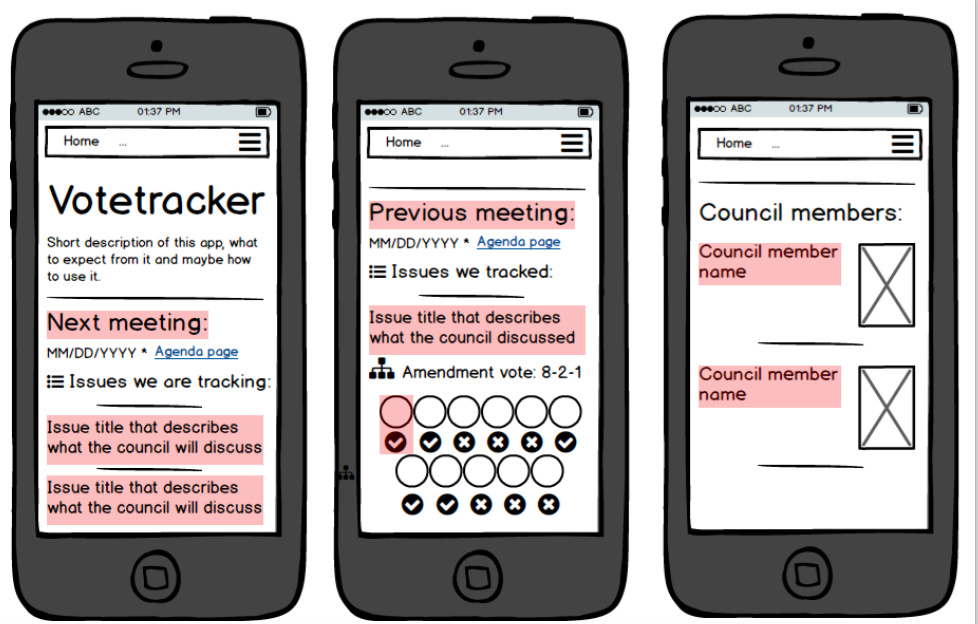 ABC 01:37 PM
Home ...
Votetracker
Short description of this app, what
to expect from it and maybe how
to use it.
Next meeting:
MM/DD/YYYY * Agenda page
Issues we are tracking:
Issue title that describes
what the council will discuss
Issue title that describes
what the council will discuss
ABC 01:37 PM
Home ...
Previous meeting:
MM/DD/YYYY * Agenda page
Issues we tracked:
Issue title that describes
what the council discussed
Amendment vote: 8-2-1
ABC 01:37 PM
Home ...
Council members:
Council member
name
Council member
name